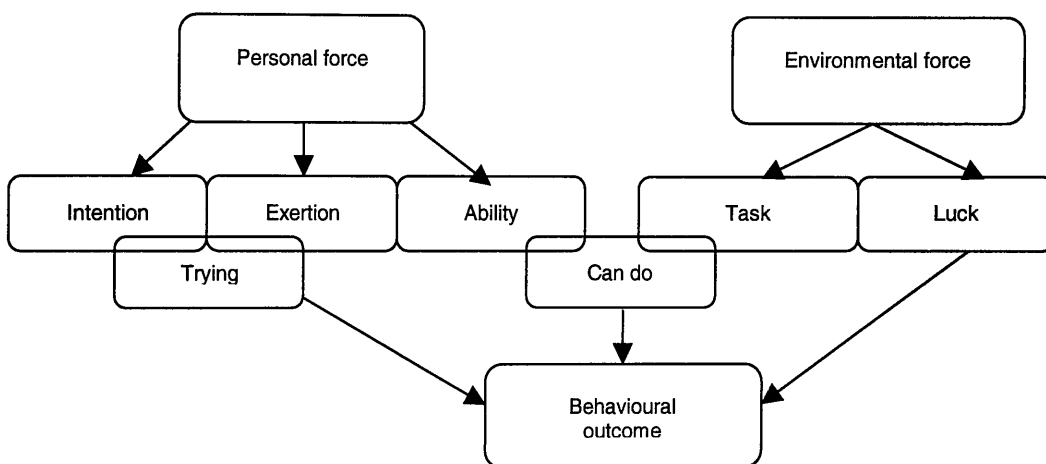 Personal force
Environmental force
Intention
Exertion
Ability
Task
Luck
Trying
Can do
Behavioural
outcome